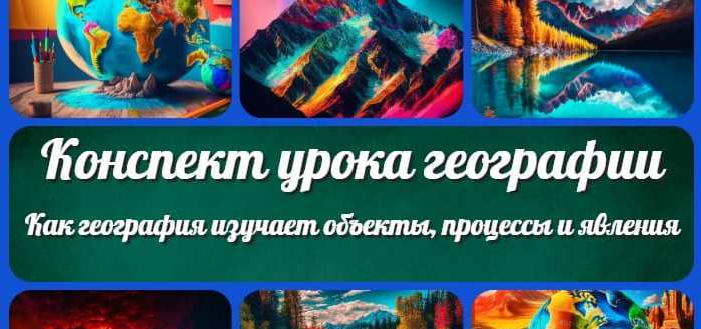 Конспект урока географии
Как география изучает объекты, процессы и явления